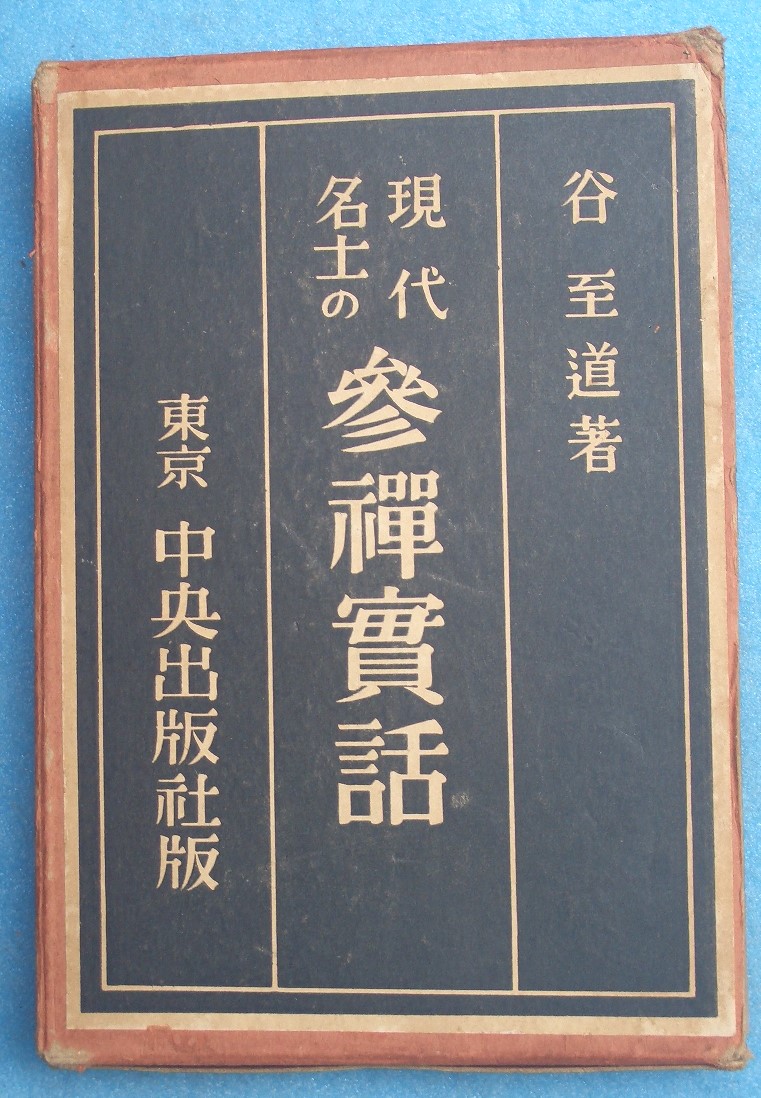 谷至道著
現代
名士の
參禪實話
東京 中央出版社版